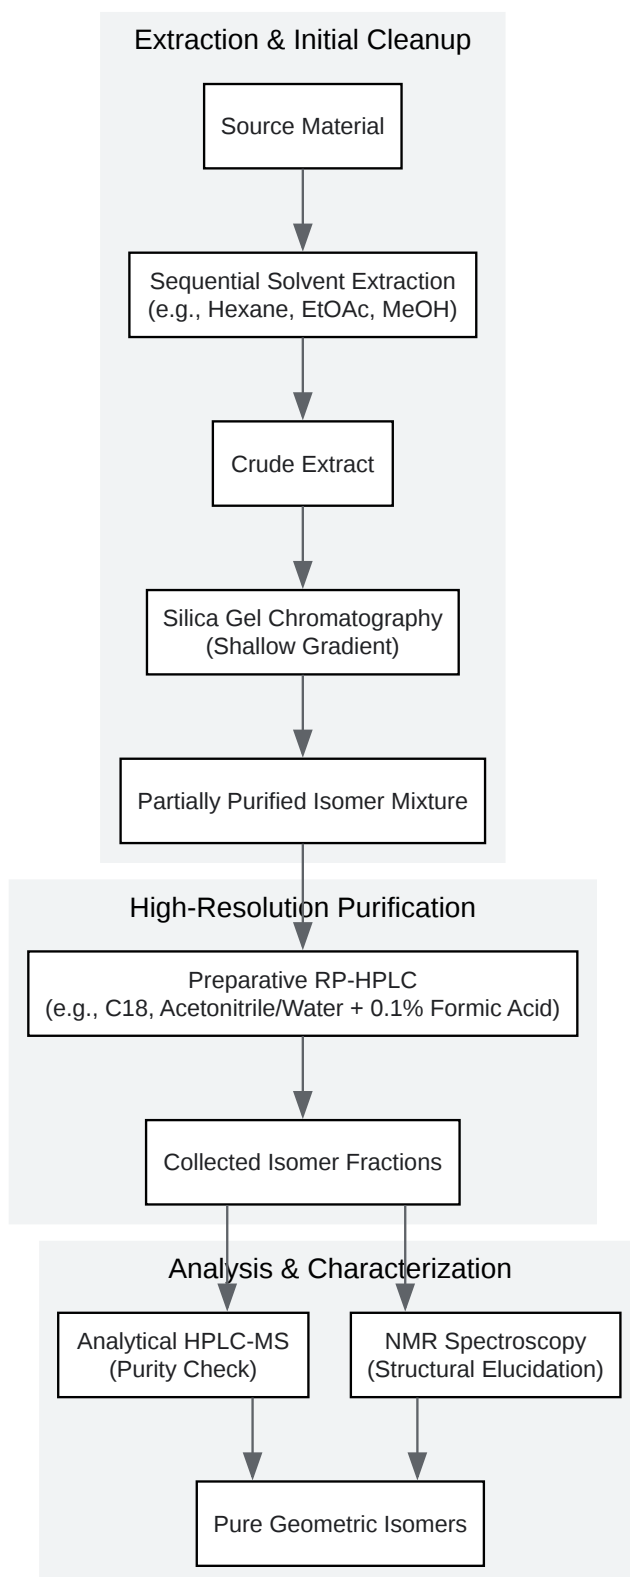 Extraction & Initial Cleanup
Source Material
Sequential Solvent Extraction
(e.g., Hexane, EtOAc, MeOH)
Crude Extract
Silica Gel Chromatography
(Shallow Gradient)
Partially Purified Isomer Mixture
High-Resolution Purification
Preparative RP-HPLC
(e.g., C18, Acetonitrile/Water + 0.1% Formic Acid)
Collected Isomer Fractions
Analysis & Characterization
Analytical HPLC-MS
(Purity Check)
NMR Spectroscopy
(Structural Elucidation)
Pure Geometric Isomers